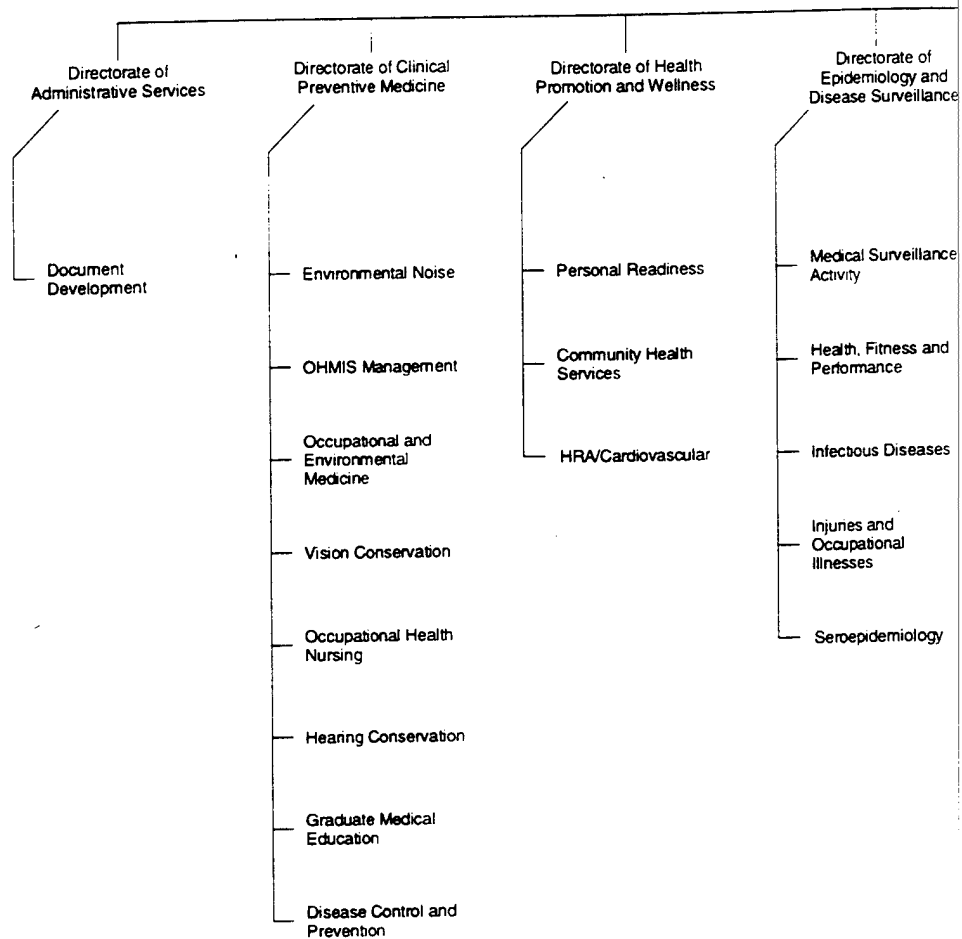 Directorate of
Administrative Services
Document
Development
Directorate of Clinical
Preventive Medicine
Environmental Noise
OHMIS Management
Occupational and
Environmental
Medicine
Vision Conservation
Occupational Health
Nursing
Hearing Conservation
Graduate Medical
Education
Disease Control and
Prevention
Directorate of Health
Promotion and Wellness
Personal Readiness
Community Health
Services
HRA/Cardiovascular
Directorate of
Epidemiology and
Disease Surveillance
Medical Surveillance
Activity
Health, Fitness and
Performance
Infectious Diseases
Injuries and
Occupational
Illnesses
Seroepidemiology